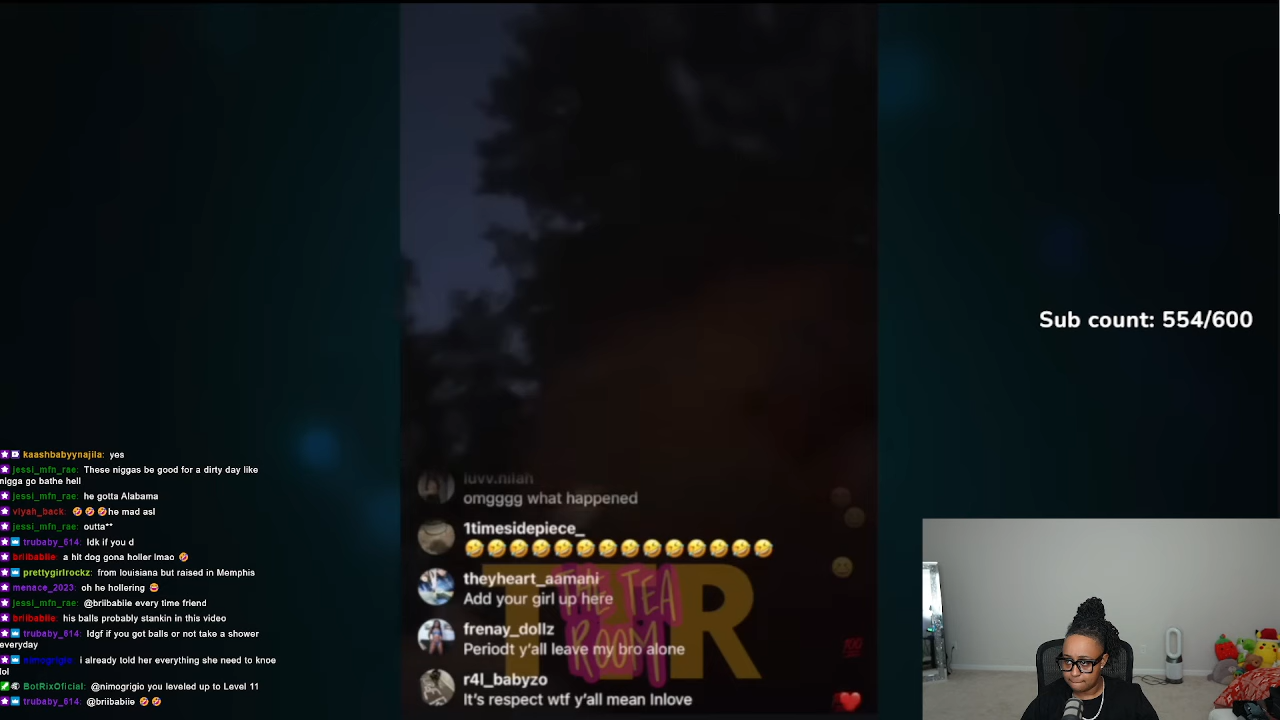 kaashbabyynajila: yes
jessi_mfn_rae: These niggas be good for a dirty day like
nigga go bathe hell
jessi_mfn_rae: he gotta Alabama
vlyah_back: 🤣🤣🤣he mad asl
jessi_mfn_rae: outta**
trubaby_614: Idk if you d
briibabiie: a hit dog gona holler lmao 🤣
prettygirlrockz: from louisiana but raised in Memphis
menace_2023: oh he hollering
jessi_mfn_rae: @briibabiie every time friend
briibabiie: his balls probably stankin in this video
trubaby_614: Idgf if you got balls or not take a shower
everyday
nimogrigio: i already told her everything she need to knoe
lol
BotRixOfficial: @nimogrigio you leveled up to Level 11
trubaby_614: @briibabiie 🤣🤣
luvv.nilah
omgggg what happened
1timesidepiece_
🤣🤣🤣🤣🤣🤣🤣🤣🤣🤣🤣🤣🤣🤣
theyheart_aamani
Add your girl up here
frenay_dollz
Periodt y'all leave my bro alone
r4l_babyzo
It's respect wtf y'all mean Inlove
THE TEA
ROOM
TTR
💯
Sub count: 554/600